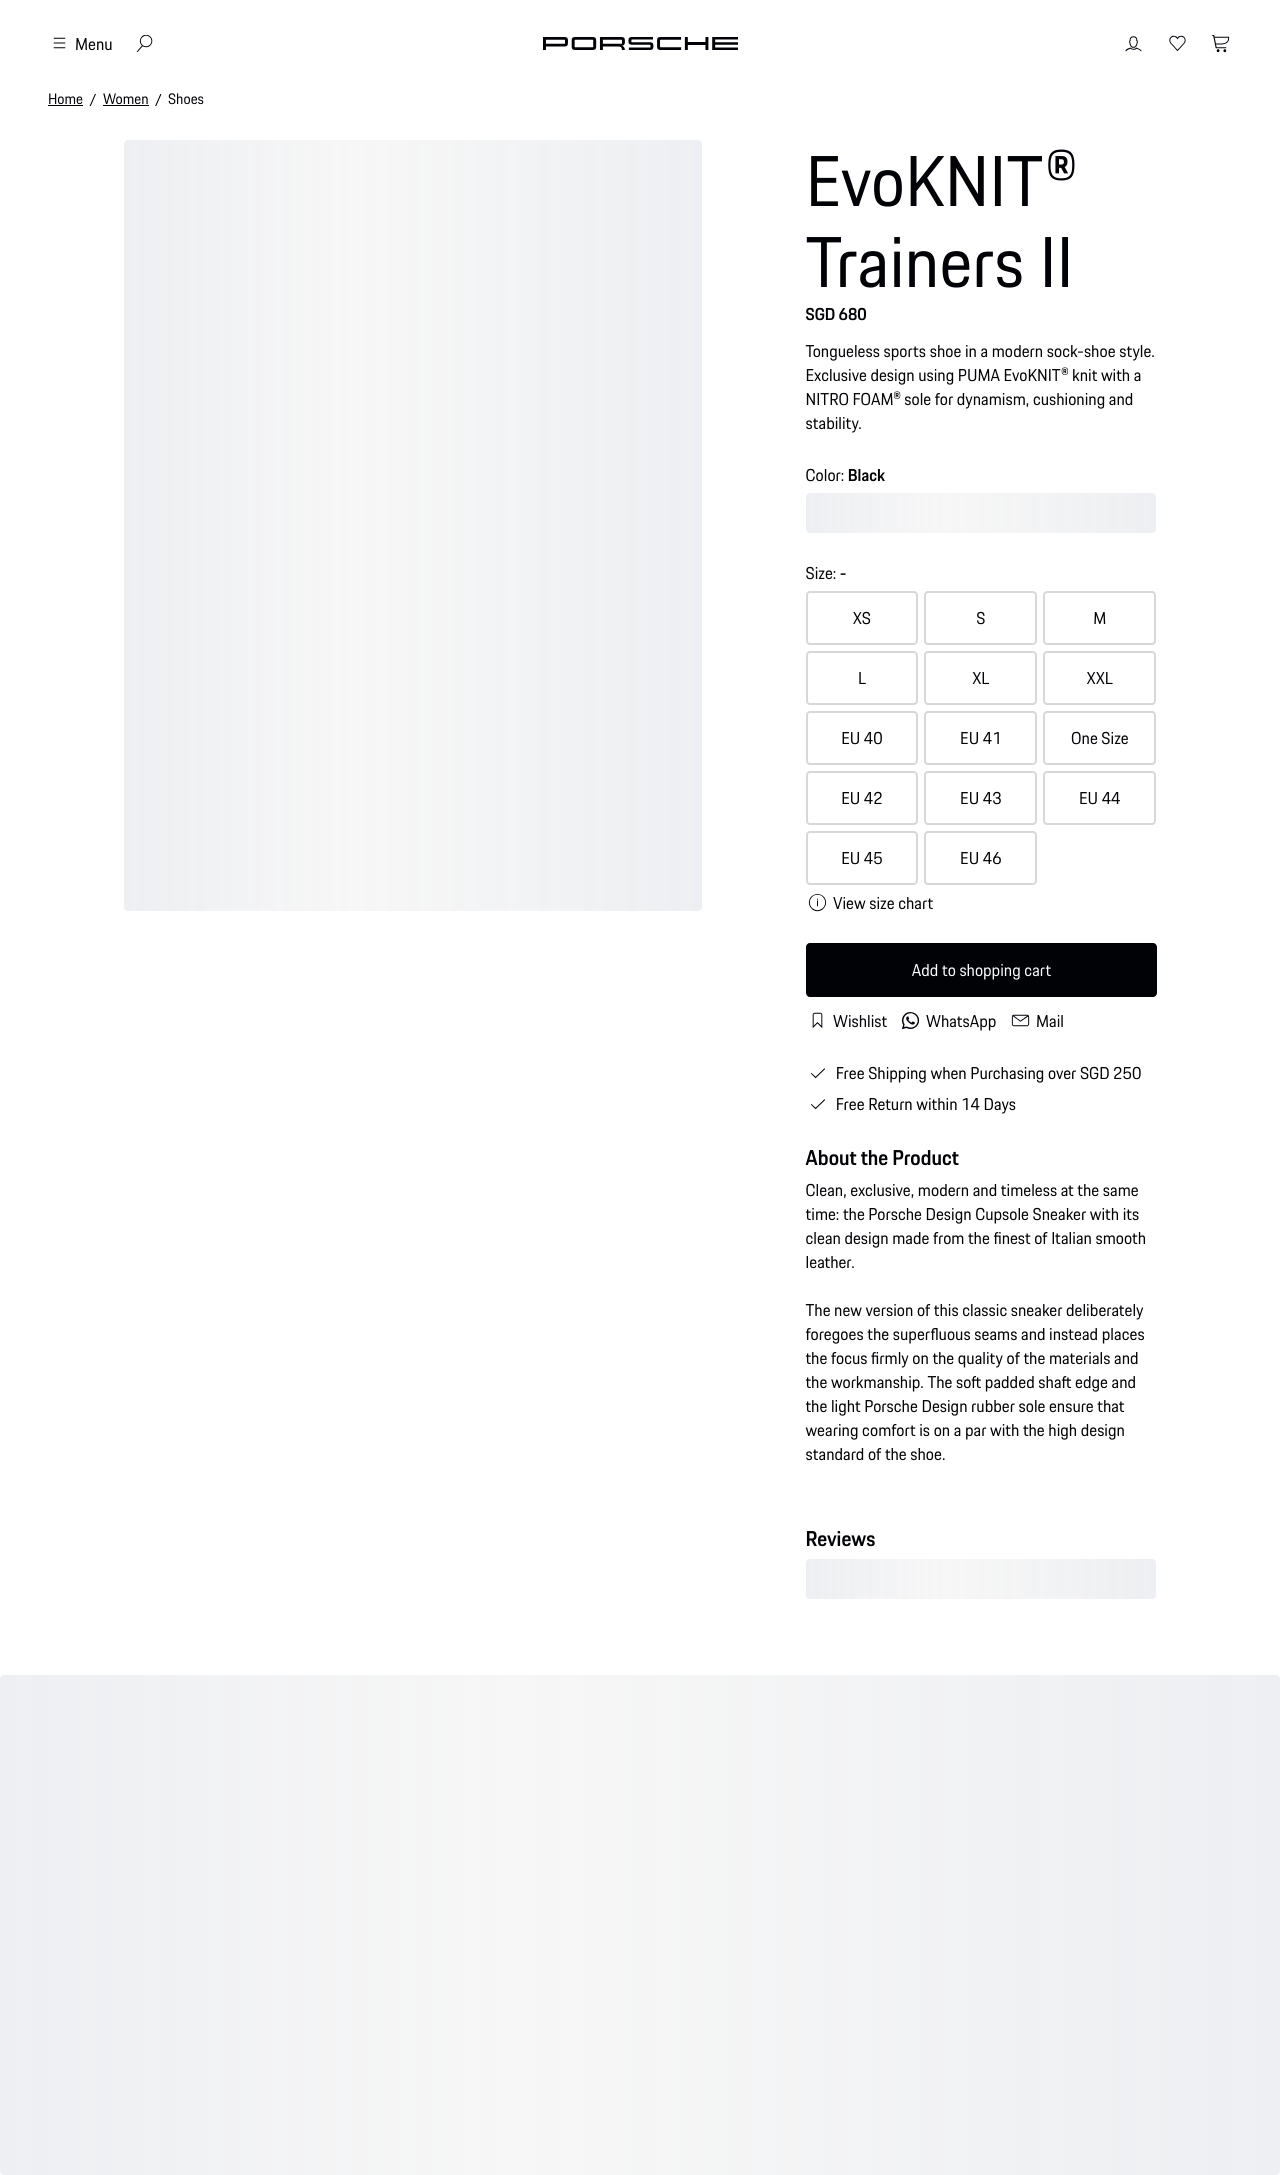 Menu
PORSCHE
Home / Women / Shoes
EvoKNIT®
Trainers II
SGD 680
Tongueless sports shoe in a modern sock-shoe style.
Exclusive design using PUMA EvoKNIT® knit with a
NITRO FOAM® sole for dynamism, cushioning and
stability.
Color: Black
Size: -
XS S M
L XL XXL
EU 40 EU 41 One Size
EU 42 EU 43 EU 44
EU 45 EU 46
View size chart
Add to shopping cart
Wishlist WhatsApp Mail
Free Shipping when Purchasing over SGD 250
Free Return within 14 Days
About the Product
Clean, exclusive, modern and timeless at the same
time: the Porsche Design Cupsole Sneaker with its
clean design made from the finest of Italian smooth
leather.
The new version of this classic sneaker deliberately
foregoes the superfluous seams and instead places
the focus firmly on the quality of the materials and
the workmanship. The soft padded shaft edge and
the light Porsche Design rubber sole ensure that
wearing comfort is on a par with the high design
standard of the shoe.
Reviews